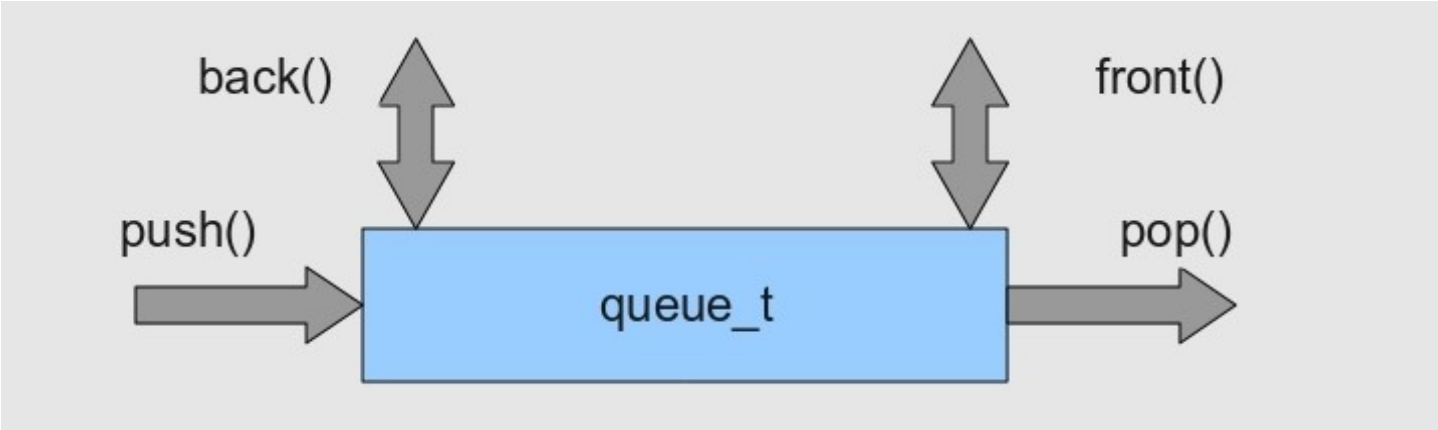 back()
front()
push()
pop()
queue_t